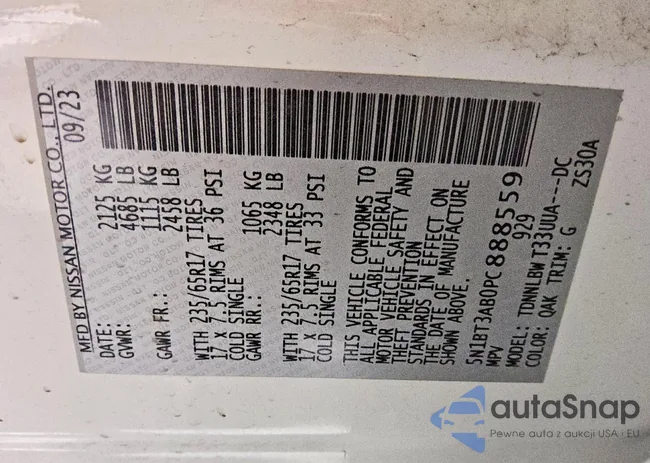 MFD BY NISSAN MOTOR CO., LTD.
DATE: 09/23
GVWR: 2125 KG
4685 LB
GAWR FR.: 1115 KG
2458 LB
WITH 235/65R17 TIRES
17 x 7.5 RIMS AT 36 PSI
COLD SINGLE
GAWR RR.: 1065 KG
2348 LB
WITH 235/65R17 TIRES
17 x 7.5 RIMS AT 33 PSI
COLD SINGLE
THIS VEHICLE CONFORMS TO
ALL APPLICABLE FEDERAL
MOTOR VEHICLE SAFETY AND
THEFT PREVENTION
STANDARDS IN EFFECT ON
THE DATE OF MANUFACTURE
SHOWN ABOVE.
5N1BT3AB0PC888559
MPV 929
MODEL: TDNNLBW T33UUA---DC
COLOR: QAK TRIM: G ZS30A
autaSnap
Pewne auta z aukcji USA i EU